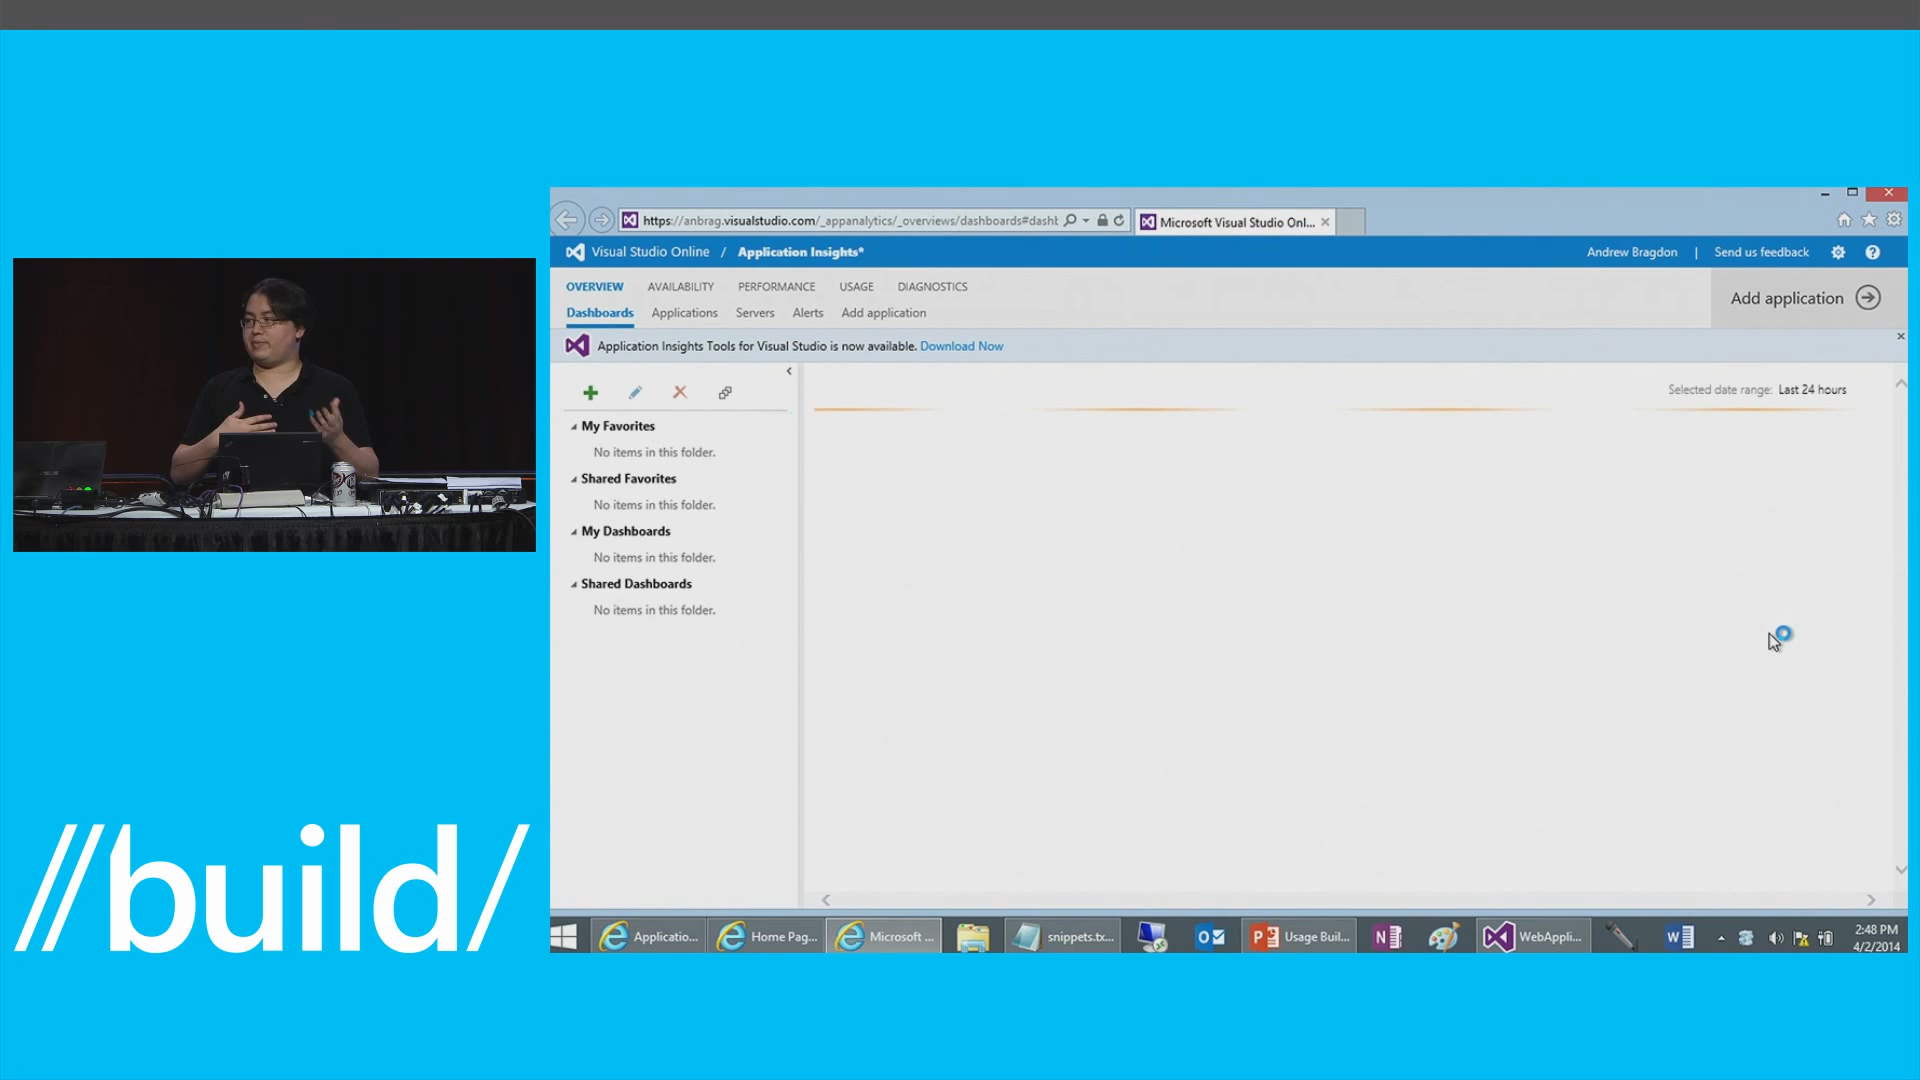 https://anbrag.visualstudio.com/_appanalytics/_overviews/dashboards#dashb
Microsoft Visual Studio Onl...
Visual Studio Online / Application Insights*
Andrew Bragdon | Send us feedback
OVERVIEW AVAILABILITY PERFORMANCE USAGE DIAGNOSTICS
Dashboards Applications Servers Alerts Add application
Add application
Application Insights Tools for Visual Studio is now available. Download Now
Selected date range: Last 24 hours
My Favorites
No items in this folder.
Shared Favorites
No items in this folder.
My Dashboards
No items in this folder.
Shared Dashboards
No items in this folder.
//build/
Applicatio... Home Pag... Microsoft ... snippets.tx... Usage Buil... WebAppli...
2:48 PM
4/2/2014